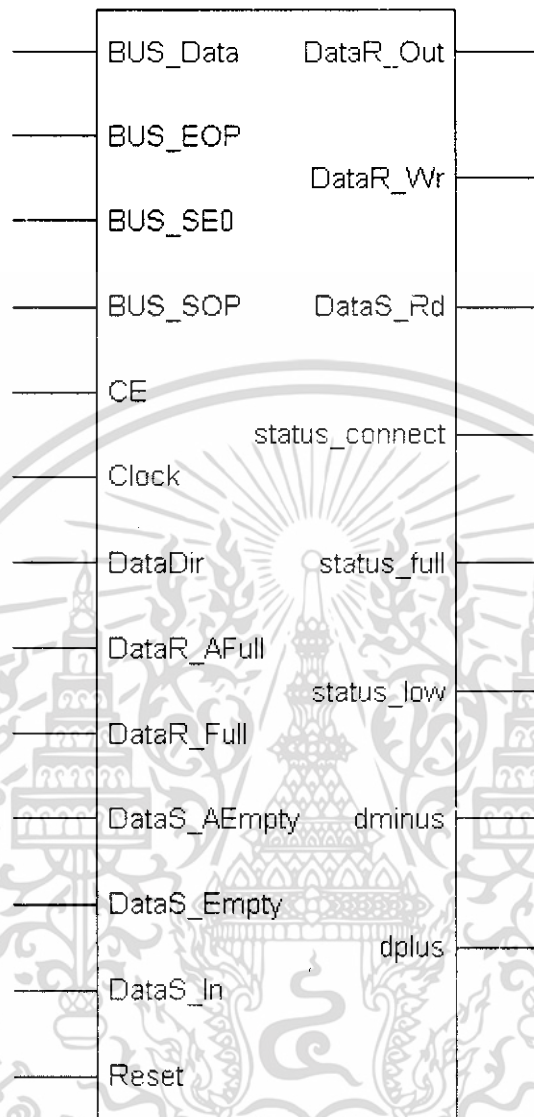 BUS_Data DataR_Out
BUS_EOP
DataR_Wr
BUS_SE0
BUS_SOP DataS_Rd
CE
status_connect
Clock
DataDir status_full
DataR_AFull
status_low
DataR_Full
DataS_AEmpty dminus
DataS_Empty
dplus
DataS_In
Reset